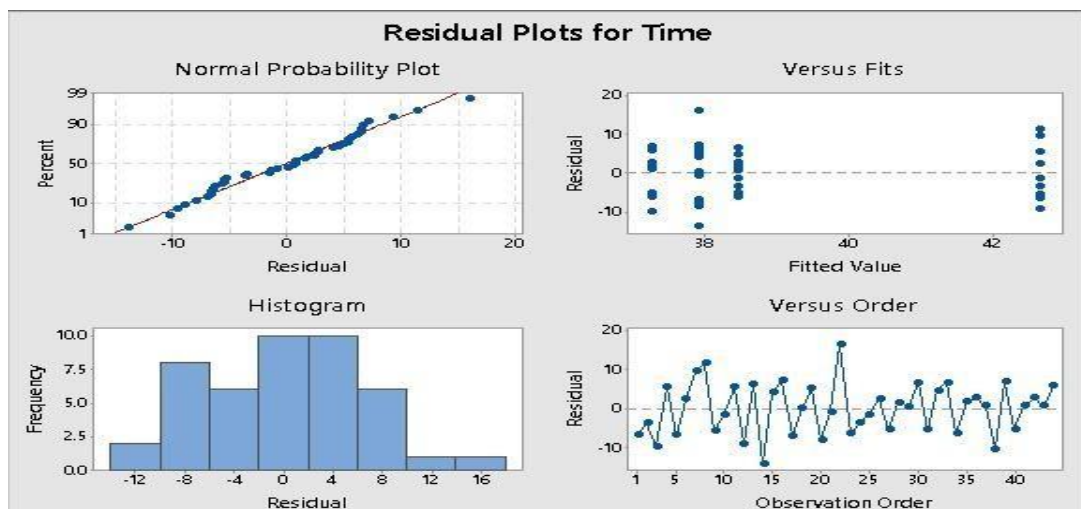 Residual Plots for Time
Normal Probability Plot
99
90
50
10
1
Percent
-10 0 10 20
Residual
Versus Fits
20
10
0
-10
Residual
38 40 42
Fitted Value
Histogram
10.0
7.5
5.0
2.5
0.0
Frequency
-12 -8 -4 0 4 8 12 16
Residual
Versus Order
20
10
0
-10
Residual
1 5 10 15 20 25 30 35 40
Observation Order